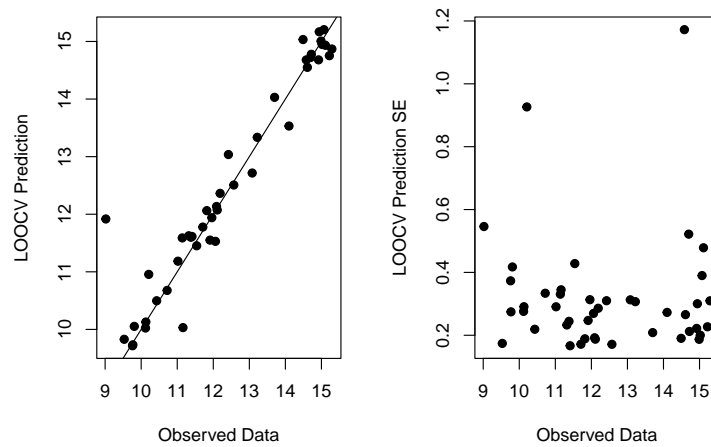 LOOCV Prediction
15
14
13
12
11
10
9 10 11 12 13 14 15
Observed Data
LOOCV Prediction SE
1.2
1.0
0.8
0.6
0.4
0.2
9 10 11 12 13 14 15
Observed Data